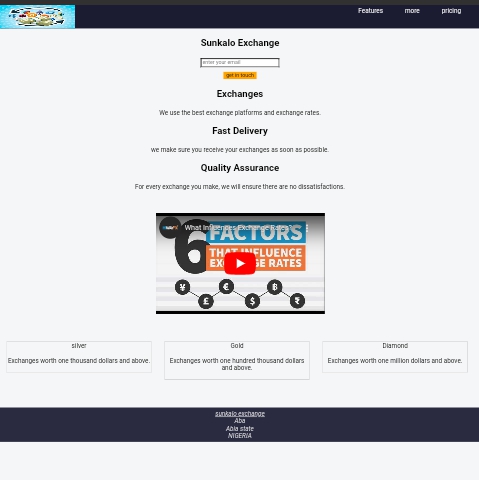 Features more pricing
Sunkalo Exchange
enter your email
get in touch
Exchanges
We use the best exchange platforms and exchange rates.
Fast Delivery
we make sure you receive your exchanges as soon as possible.
Quality Assurance
For every exchange you make, we will ensure there are no dissatisfactions.
What Influences Exchange Rates?
6 FACTORS
THAT INFLUENCE
EXCHANGE RATES
¥ £ € $ ฿ ₹
silver
Exchanges worth one thousand dollars and above.
Gold
Exchanges worth one hundred thousand dollars
and above.
Diamond
Exchanges worth one million dollars and above.
sunkalo exchange
Aba
Abia state
NIGERIA